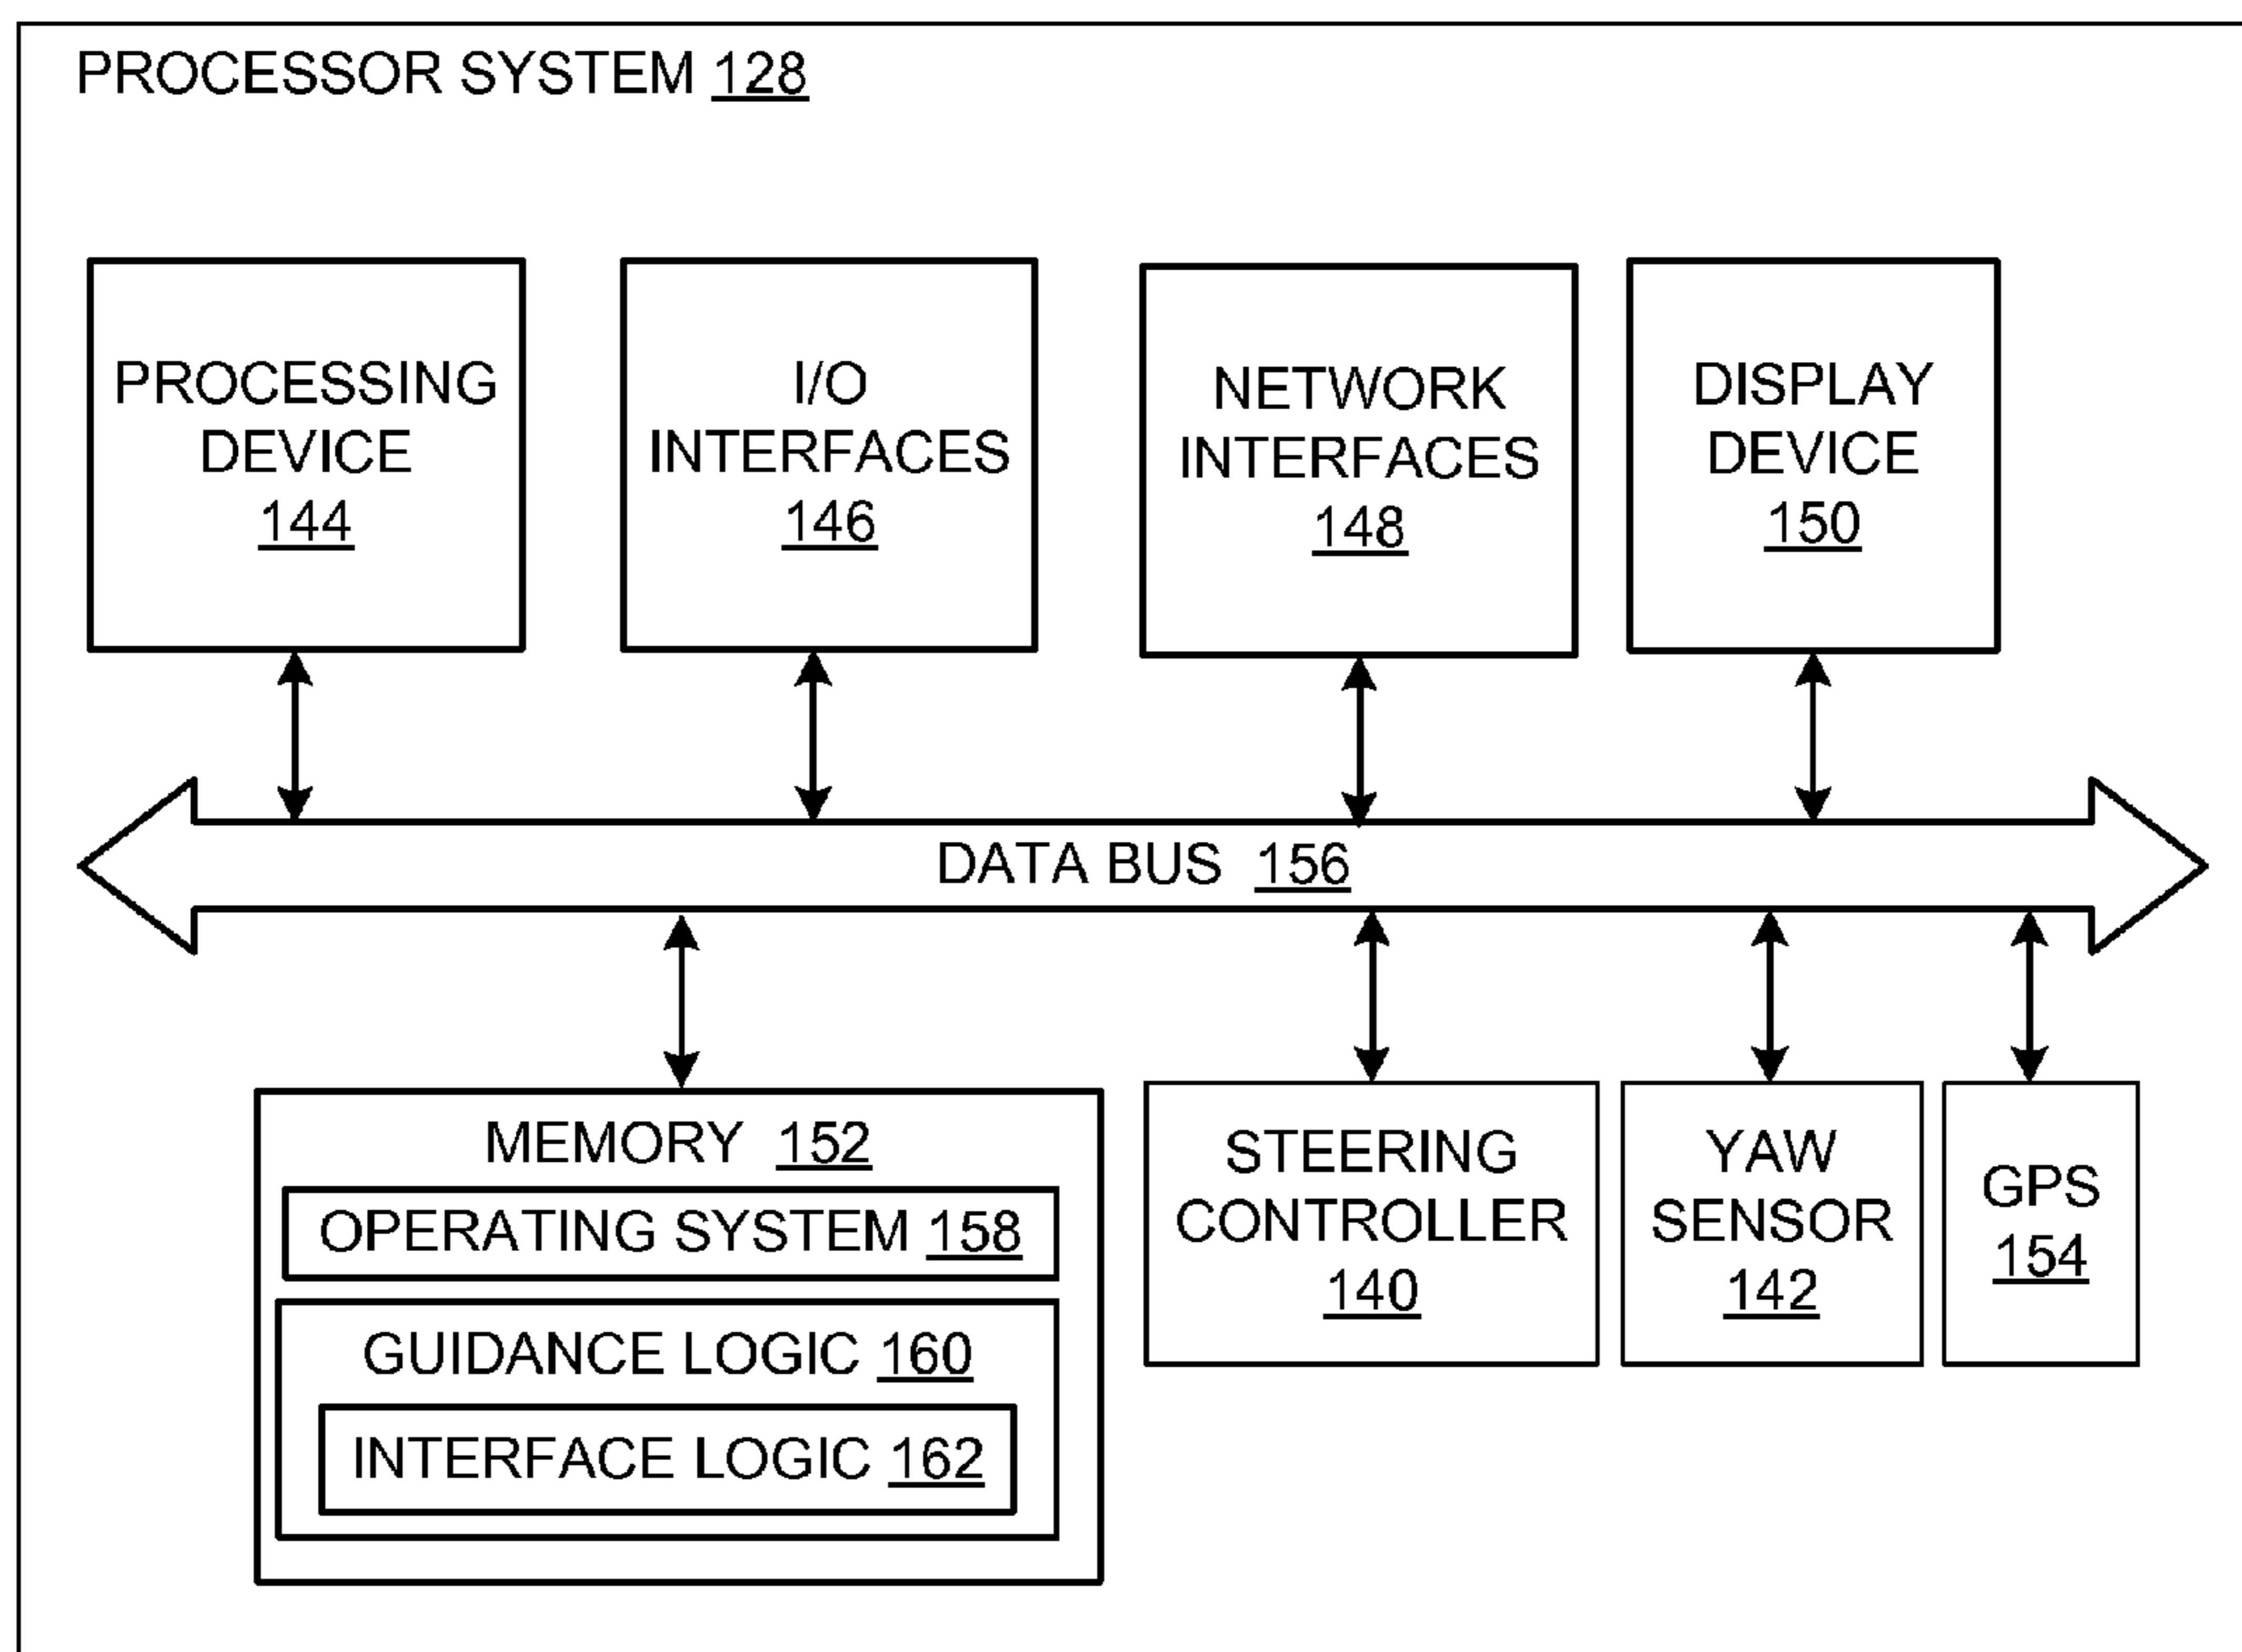 PROCESSOR SYSTEM 128
PROCESSING
DEVICE
144
I/O
INTERFACES
146
NETWORK
INTERFACES
148
DISPLAY
DEVICE
150
DATA BUS 156
MEMORY 152
OPERATING SYSTEM 158
GUIDANCE LOGIC 160
INTERFACE LOGIC 162
STEERING
CONTROLLER
140
YAW
SENSOR
142
GPS
154